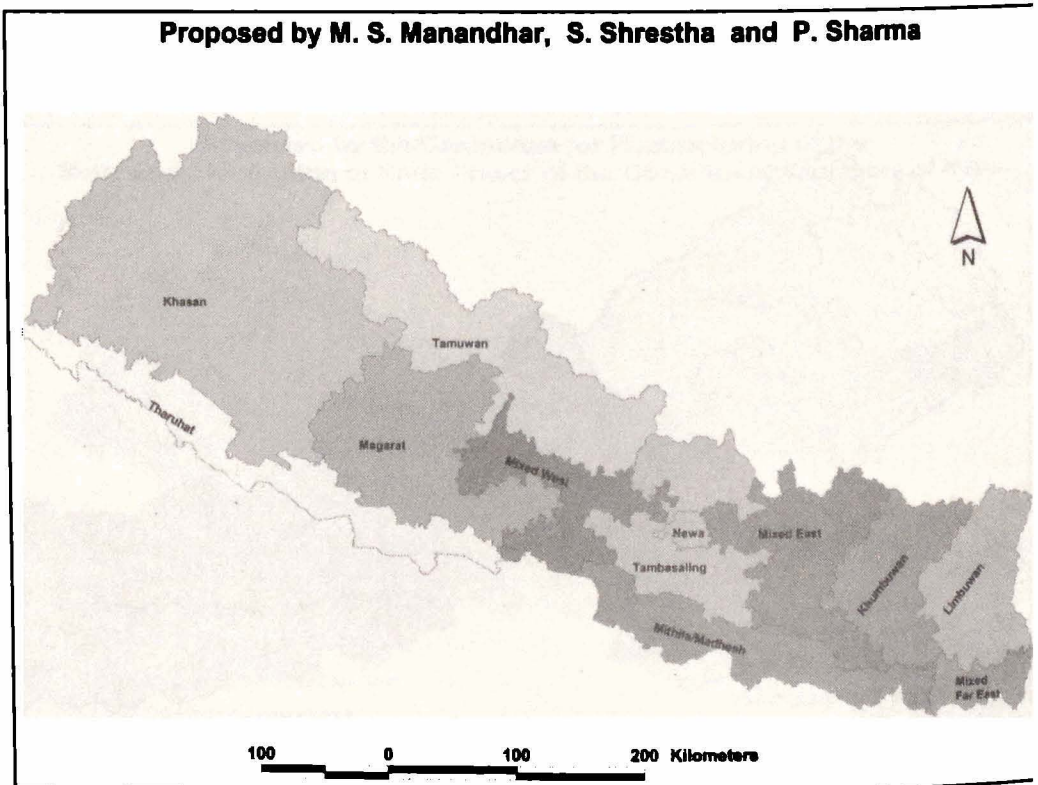 Proposed by M. S. Manandhar, S. Shrestha and P. Sharma
N
Khasan
Tamuwan
Tharuhat
Magarat
Mixed West
Newa
Mixed East
Tambasaling
Khumbuwan
Limbuwan
Mithila/Madhesh
Mixed
Far East
100 0 100 200 Kilometers